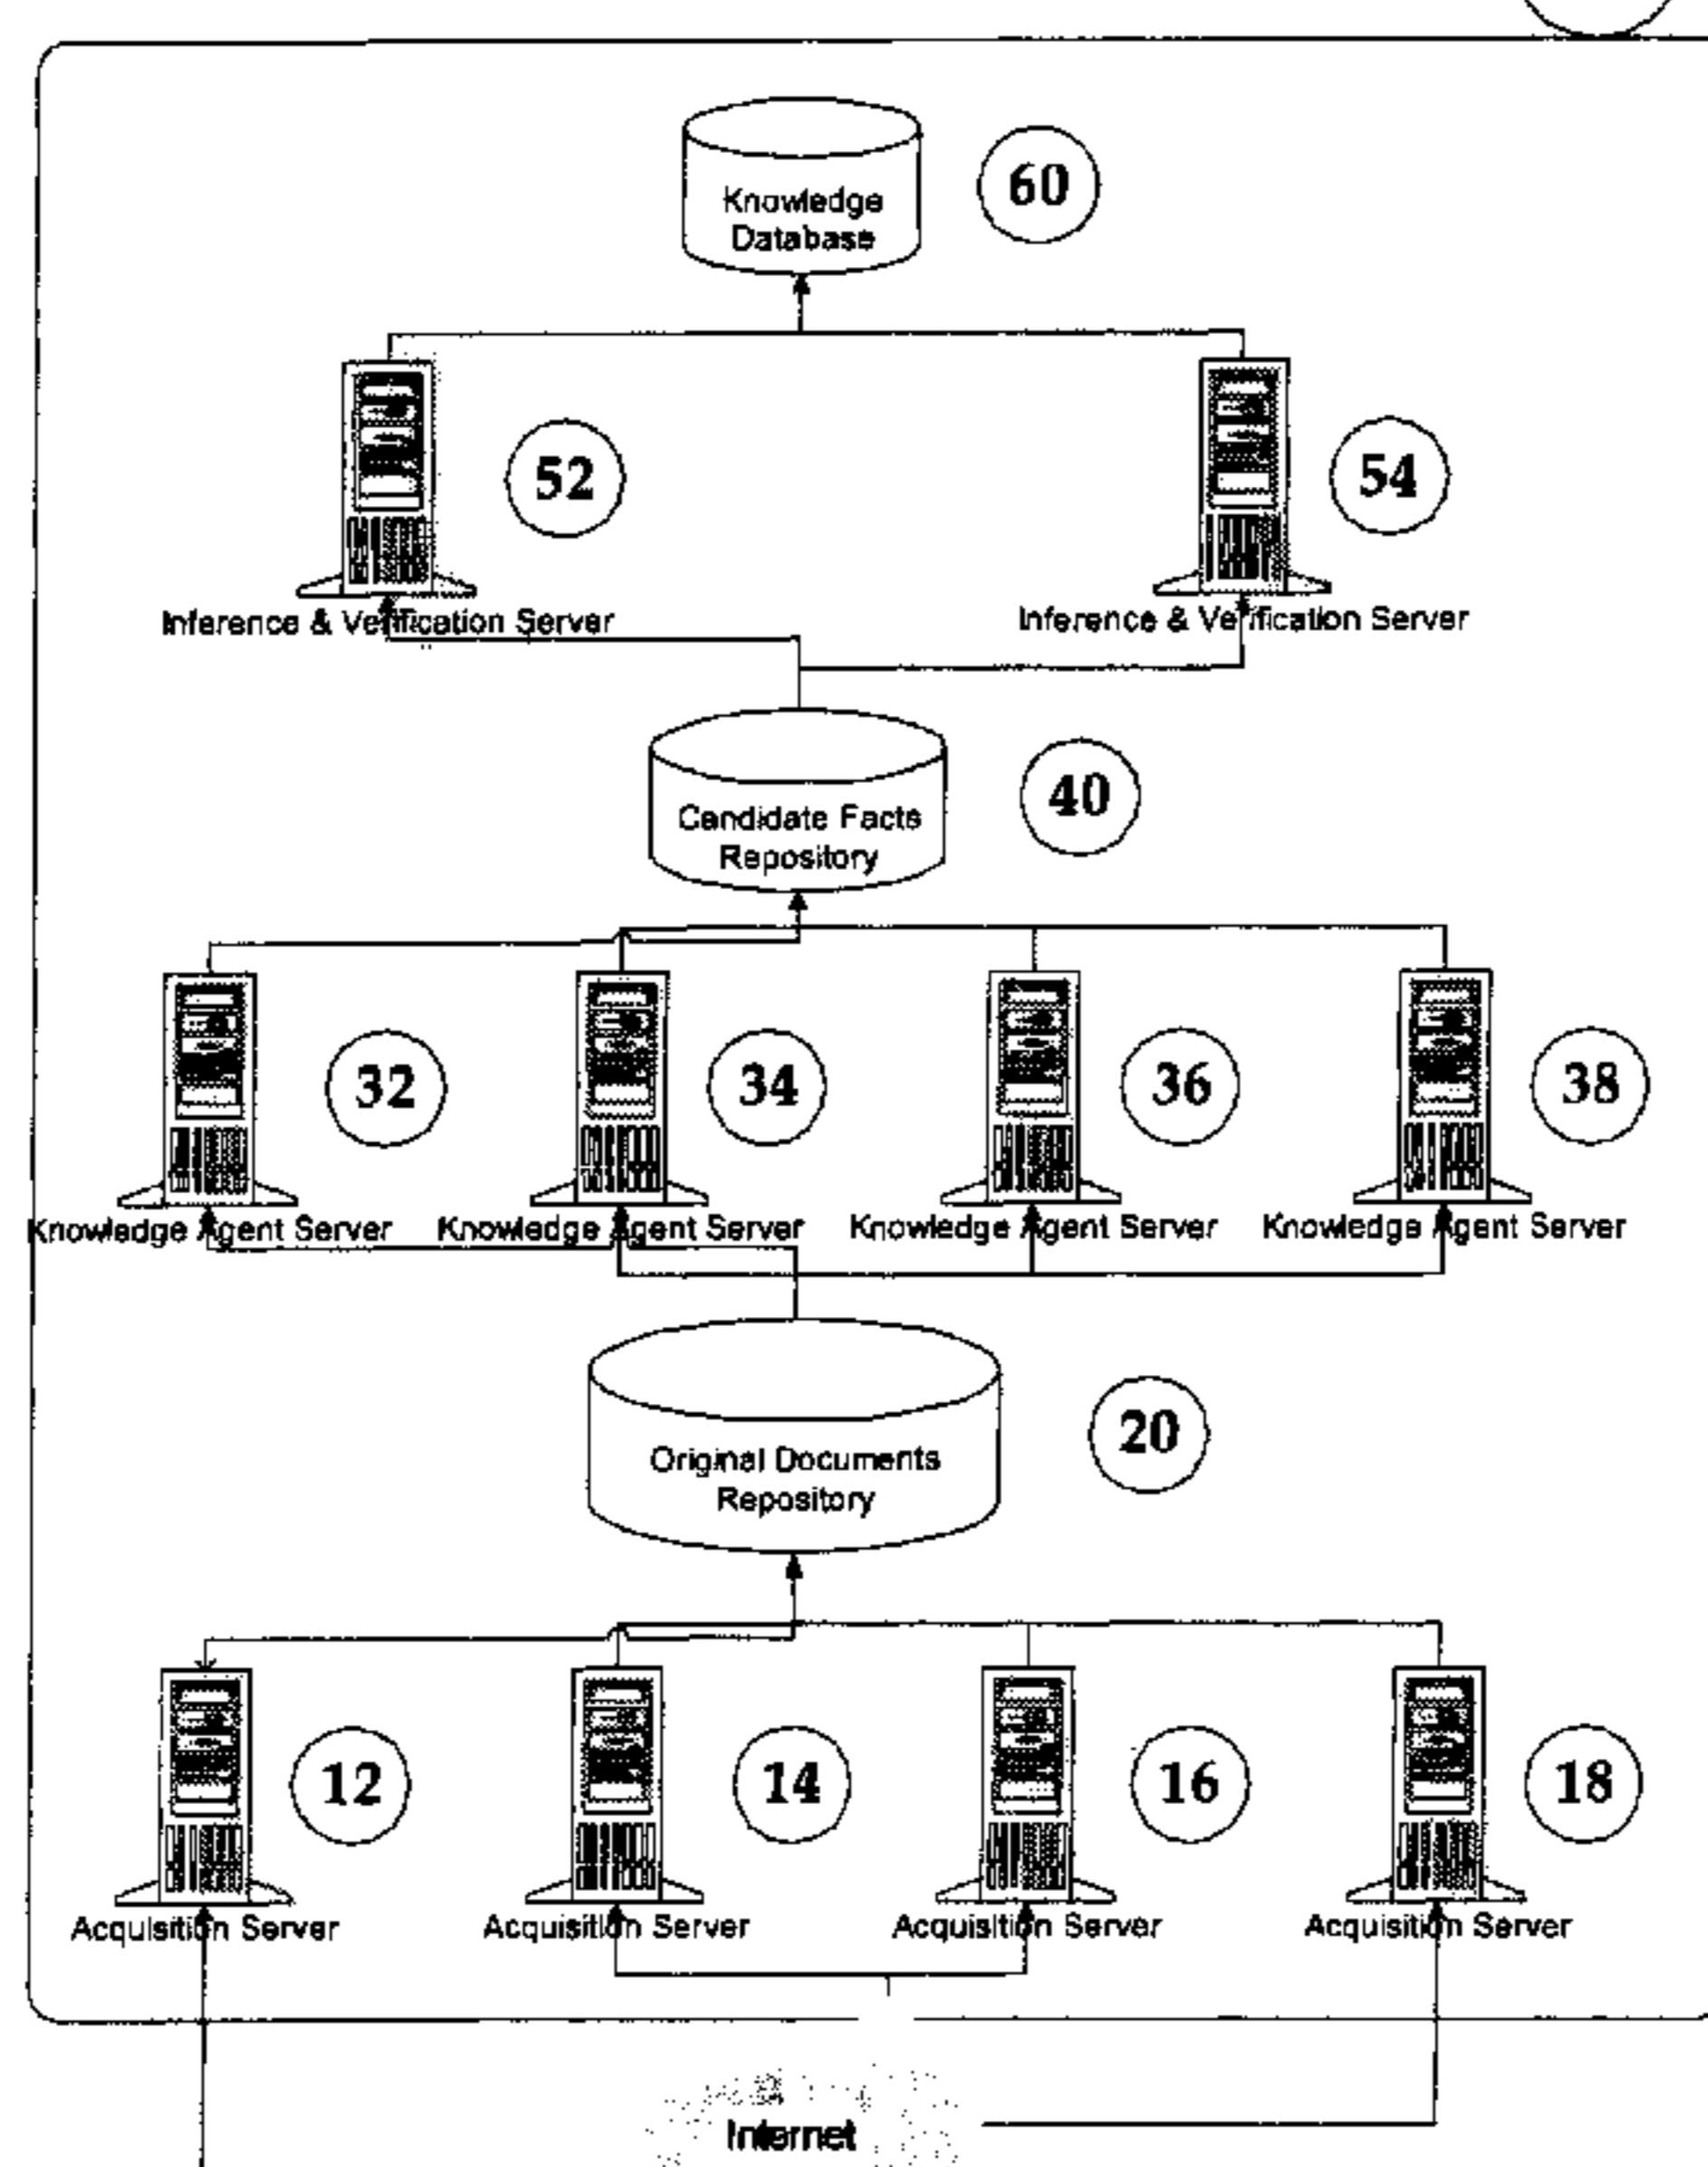 Knowledge
Database
60
52
54
Inference & Verification Server
Inference & Verification Server
Candidate Facts
Repository
40
32
34
36
38
Knowledge Agent Server
Knowledge Agent Server
Knowledge Agent Server
Knowledge Agent Server
Original Documents
Repository
20
12
14
16
18
Acquisition Server
Acquisition Server
Acquisition Server
Acquisition Server
Internet